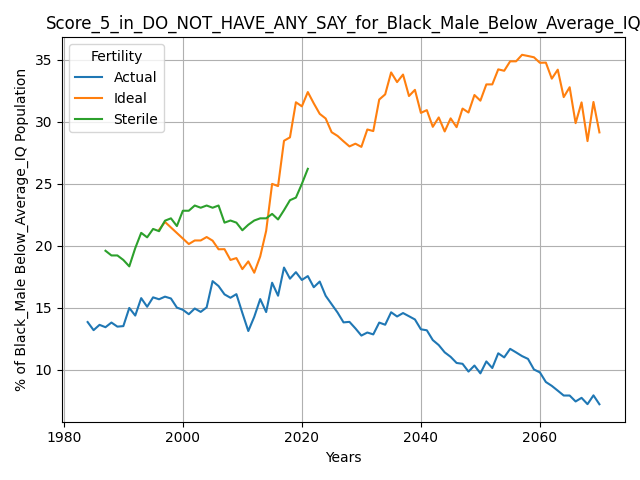 Score_5_in_DO_NOT_HAVE_ANY_SAY_for_Black_Male_Below_Average_IQ
Fertility
Actual
Ideal
Sterile
% of Black_Male Below_Average_IQ Population
35
30
25
20
15
10
1980
2000
2020
2040
2060
Years